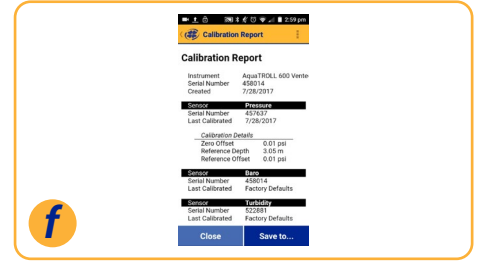 2:59 pm
Calibration Report
Calibration Report
Instrument AquaTROLL 600 Vente
Serial Number 458014
Created 7/28/2017
Sensor Pressure
Serial Number 457637
Last Calibrated 7/28/2017
Calibration Details
Zero Offset 0.01 psi
Reference Depth 3.05 m
Reference Offset 0.01 psi
Sensor Baro
Serial Number 458014
Last Calibrated Factory Defaults
Sensor Turbidity
Serial Number 522881
Last Calibrated Factory Defaults
Close Save to...
f